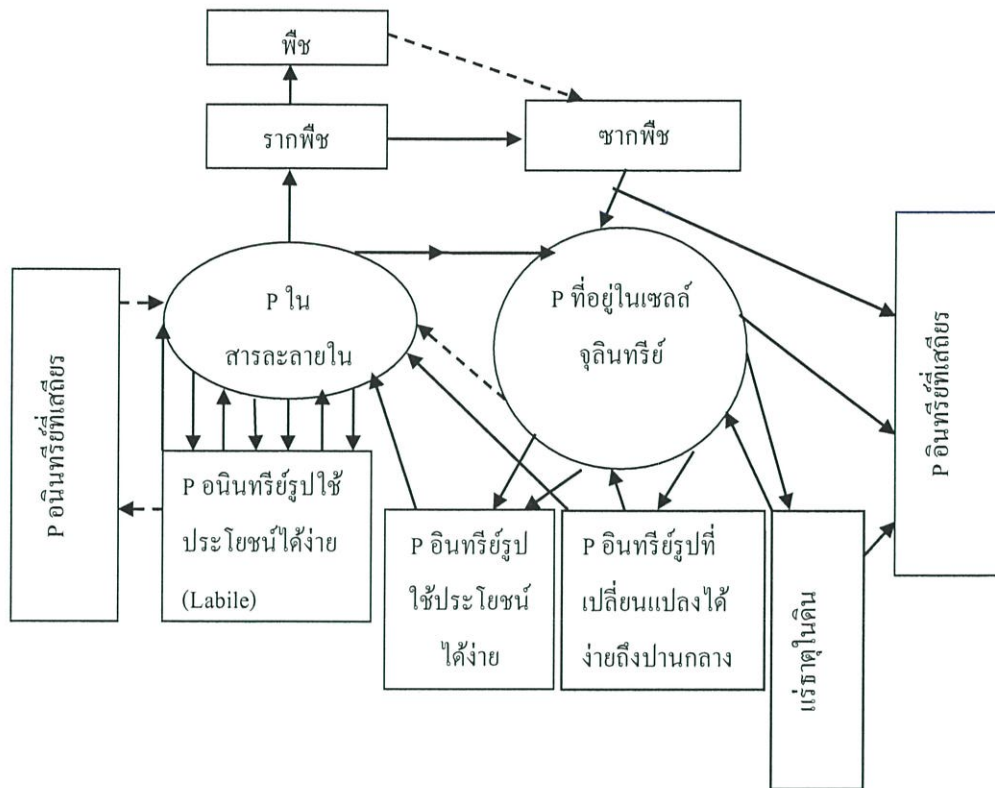 พืช
รากพืช
ซากพืช
P ใน
สารละลายใน
P ที่อยู่ในเซลล์
จุลินทรีย์
P อนินทรีย์ที่เสถียร
P อินทรีย์ที่เสถียร
P อนินทรีย์รูปใช้
ประโยชน์ได้ง่าย
(Labile)
P อินทรีย์รูป
ใช้ประโยชน์
ได้ง่าย
P อินทรีย์รูปที่
เปลี่ยนแปลงได้
ง่ายถึงปานกลาง
แร่ธาตุในดิน